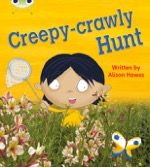 Creepy-crawly
Hunt
Written by
Alison Hawes